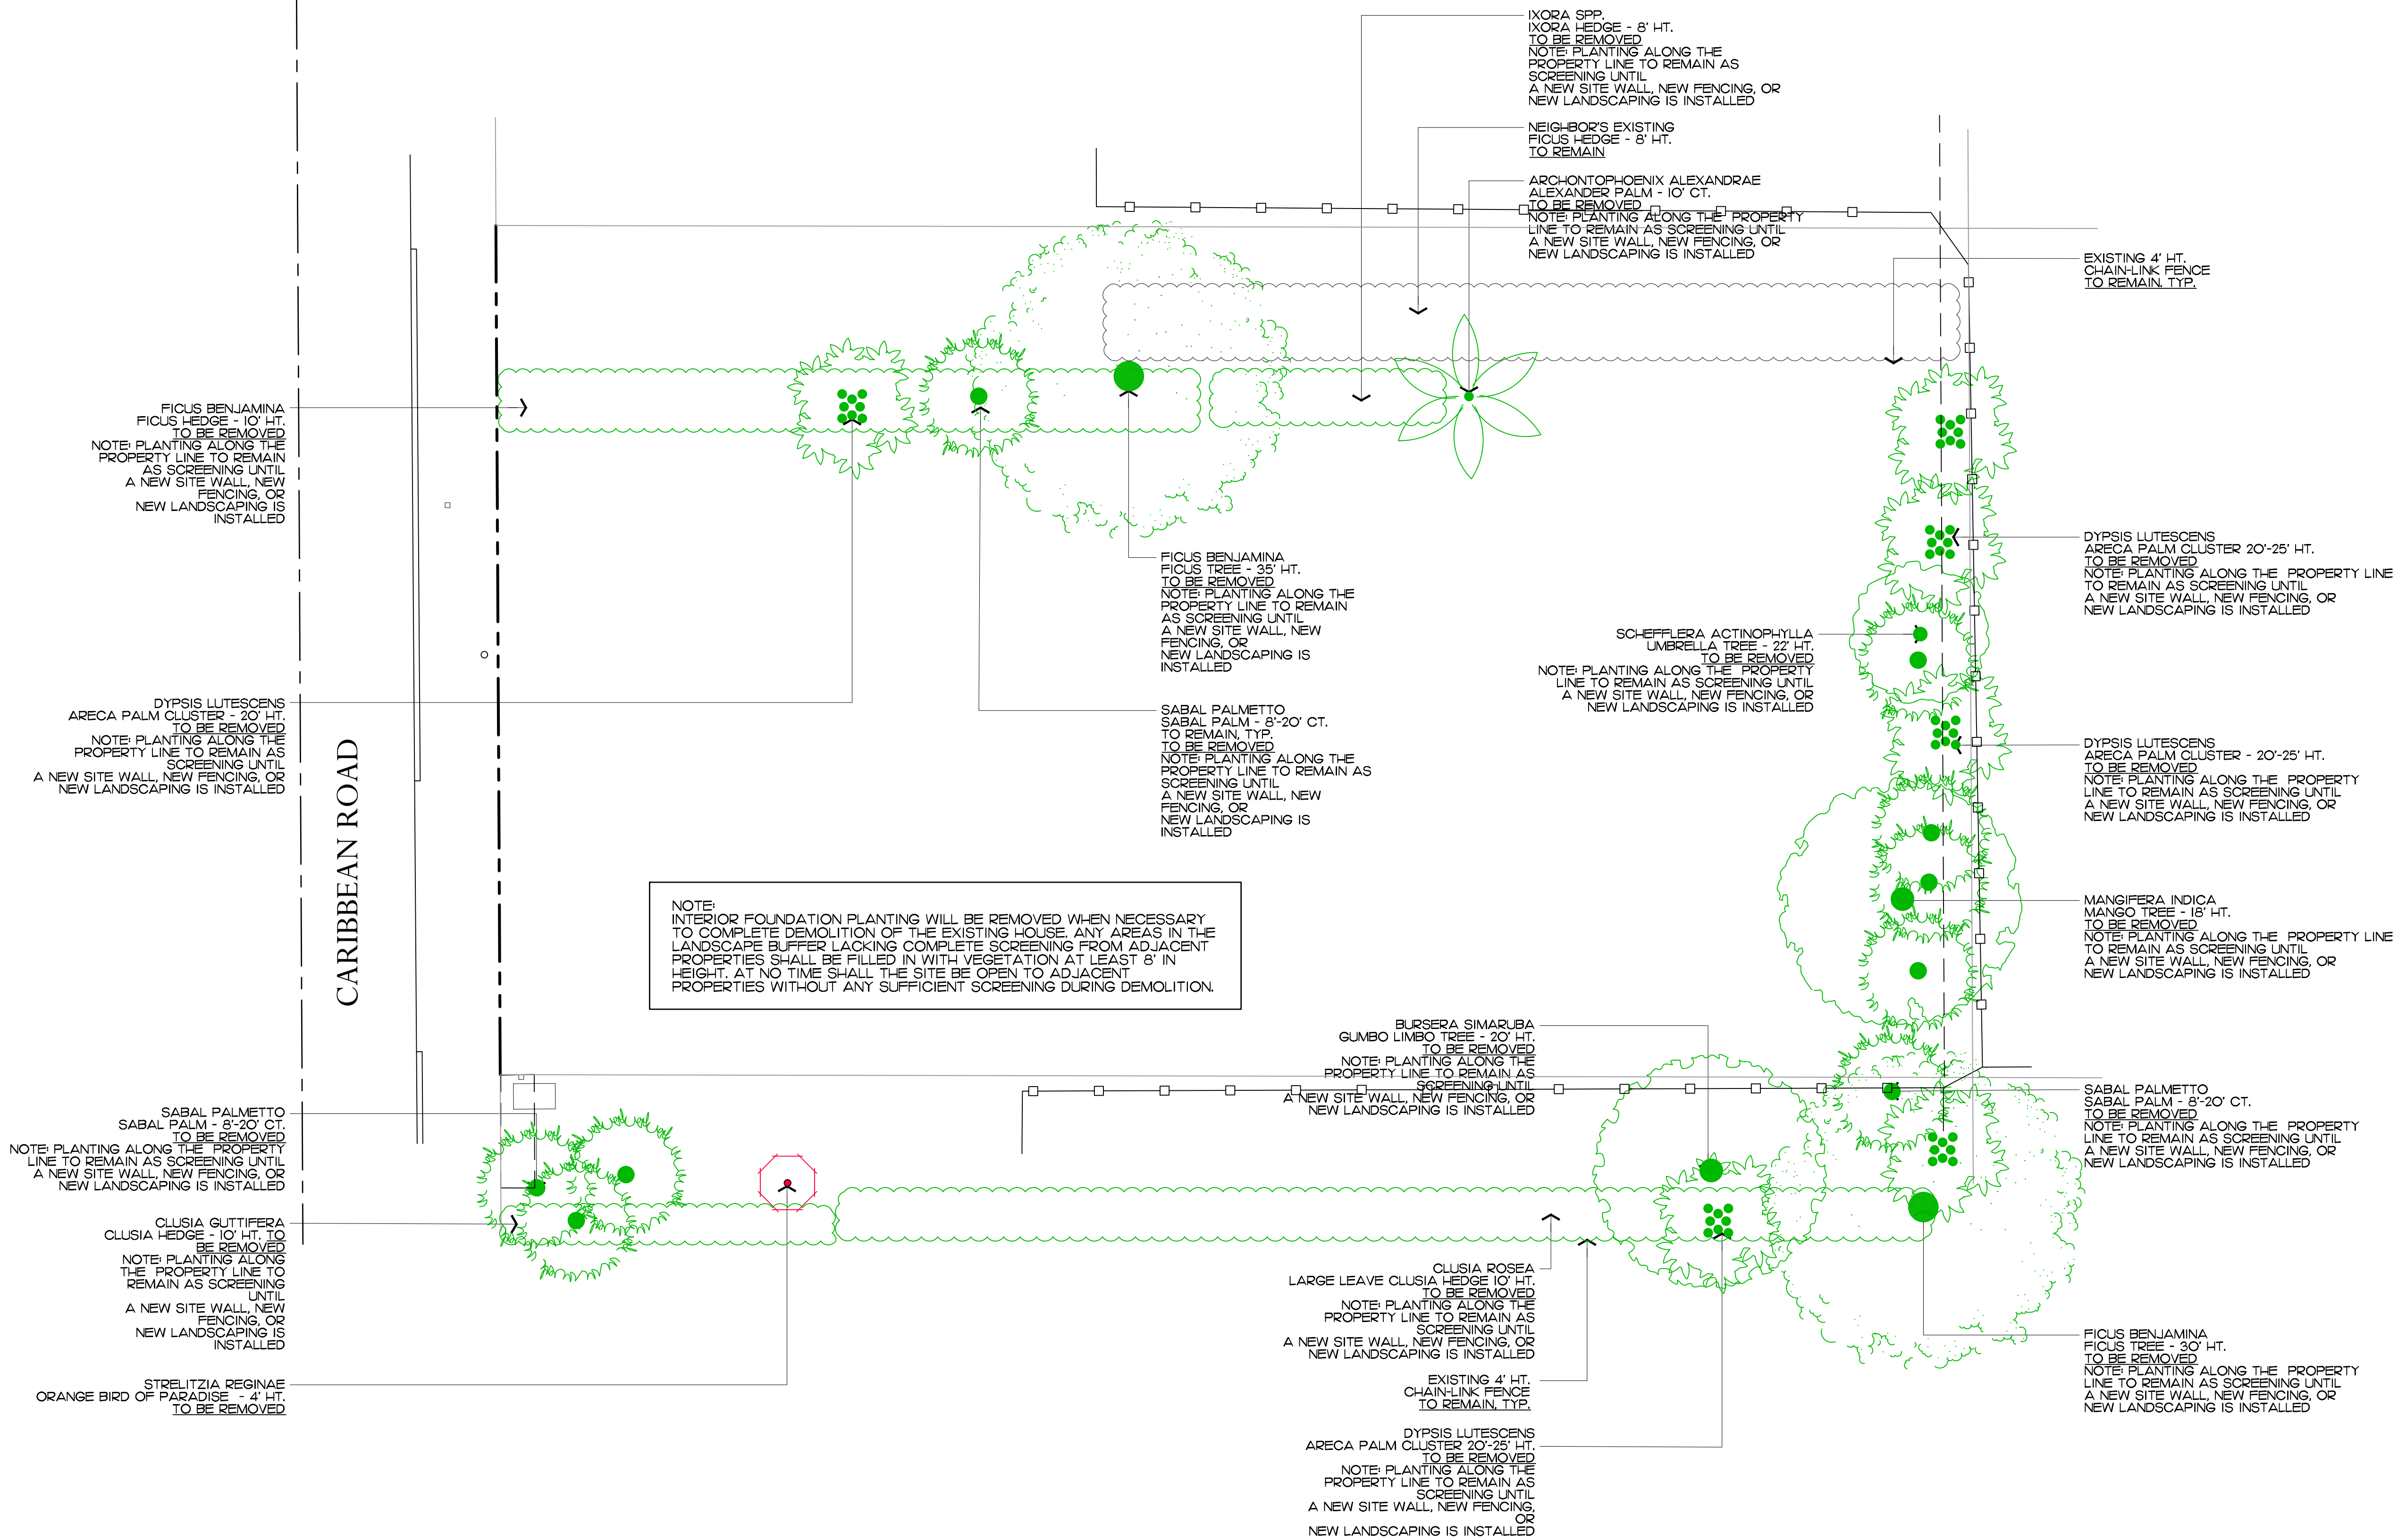 IXORA SPP.
IXORA HEDGE - 8' HT.
TO BE REMOVED
NOTE: PLANTING ALONG THE
PROPERTY LINE TO REMAIN AS
SCREENING UNTIL
A NEW SITE WALL, NEW FENCING, OR
NEW LANDSCAPING IS INSTALLED
NEIGHBOR'S EXISTING
FICUS HEDGE - 8' HT.
TO REMAIN
ARCHONTOPHOENIX ALEXANDRAE
ALEXANDER PALM - 10' CT.
TO BE REMOVED
NOTE: PLANTING ALONG THE  PROPERTY
LINE TO REMAIN AS SCREENING UNTIL
A NEW SITE WALL, NEW FENCING, OR
NEW LANDSCAPING IS INSTALLED
EXISTING 4' HT.
CHAIN-LINK FENCE
TO REMAIN. TYP.
FICUS BENJAMINA
FICUS HEDGE - 10' HT.
TO BE REMOVED
NOTE: PLANTING ALONG THE
PROPERTY LINE TO REMAIN
AS SCREENING UNTIL
A NEW SITE WALL, NEW
FENCING, OR
NEW LANDSCAPING IS
INSTALLED
FICUS BENJAMINA
FICUS TREE - 35' HT.
TO BE REMOVED
NOTE: PLANTING ALONG THE
PROPERTY LINE TO REMAIN
AS SCREENING UNTIL
A NEW SITE WALL, NEW
FENCING, OR
NEW LANDSCAPING IS
INSTALLED
DYPSIS LUTESCENS
ARECA PALM CLUSTER 20'-25' HT.
TO BE REMOVED
NOTE: PLANTING ALONG THE  PROPERTY LINE
TO REMAIN AS SCREENING UNTIL
A NEW SITE WALL, NEW FENCING, OR
NEW LANDSCAPING IS INSTALLED
SCHEFFLERA ACTINOPHYLLA
UMBRELLA TREE - 22' HT.
TO BE REMOVED
NOTE: PLANTING ALONG THE  PROPERTY
LINE TO REMAIN AS SCREENING UNTIL
A NEW SITE WALL, NEW FENCING, OR
NEW LANDSCAPING IS INSTALLED
DYPSIS LUTESCENS
ARECA PALM CLUSTER - 20' HT.
TO BE REMOVED
NOTE: PLANTING ALONG THE
PROPERTY LINE TO REMAIN AS
SCREENING UNTIL
A NEW SITE WALL, NEW FENCING, OR
NEW LANDSCAPING IS INSTALLED
CARIBBEAN ROAD
SABAL PALMETTO
SABAL PALM - 8'-20' CT.
TO REMAIN, TYP.
TO BE REMOVED
NOTE: PLANTING ALONG THE
PROPERTY LINE TO REMAIN AS
SCREENING UNTIL
A NEW SITE WALL, NEW
FENCING, OR
NEW LANDSCAPING IS
INSTALLED
DYPSIS LUTESCENS
ARECA PALM CLUSTER - 20'-25' HT.
TO BE REMOVED
NOTE: PLANTING ALONG THE  PROPERTY
LINE TO REMAIN AS SCREENING UNTIL
A NEW SITE WALL, NEW FENCING, OR
NEW LANDSCAPING IS INSTALLED
NOTE:
INTERIOR FOUNDATION PLANTING WILL BE REMOVED WHEN NECESSARY
TO COMPLETE DEMOLITION OF THE EXISTING HOUSE. ANY AREAS IN THE
LANDSCAPE BUFFER LACKING COMPLETE SCREENING FROM ADJACENT
PROPERTIES SHALL BE FILLED IN WITH VEGETATION AT LEAST 8' IN
HEIGHT. AT NO TIME SHALL THE SITE BE OPEN TO ADJACENT
PROPERTIES WITHOUT ANY SUFFICIENT SCREENING DURING DEMOLITION.
MANGIFERA INDICA
MANGO TREE - 18' HT.
TO BE REMOVED
NOTE: PLANTING ALONG THE  PROPERTY LINE
TO REMAIN AS SCREENING UNTIL
A NEW SITE WALL, NEW FENCING, OR
NEW LANDSCAPING IS INSTALLED
BURSERA SIMARUBA
GUMBO LIMBO TREE - 20' HT.
TO BE REMOVED
NOTE: PLANTING ALONG THE
PROPERTY LINE TO REMAIN AS
SCREENING UNTIL
A NEW SITE WALL, NEW FENCING, OR
NEW LANDSCAPING IS INSTALLED
SABAL PALMETTO
SABAL PALM - 8'-20' CT.
TO BE REMOVED
NOTE: PLANTING ALONG THE  PROPERTY
LINE TO REMAIN AS SCREENING UNTIL
A NEW SITE WALL, NEW FENCING, OR
NEW LANDSCAPING IS INSTALLED
SABAL PALMETTO
SABAL PALM - 8'-20' CT.
TO BE REMOVED
NOTE: PLANTING ALONG THE  PROPERTY
LINE TO REMAIN AS SCREENING UNTIL
A NEW SITE WALL, NEW FENCING, OR
NEW LANDSCAPING IS INSTALLED
CLUSIA GUTTIFERA
CLUSIA HEDGE - 10' HT. TO
BE REMOVED
NOTE: PLANTING ALONG
THE  PROPERTY LINE TO
REMAIN AS SCREENING
UNTIL
A NEW SITE WALL, NEW
FENCING, OR
NEW LANDSCAPING IS
INSTALLED
CLUSIA ROSEA
LARGE LEAVE CLUSIA HEDGE 10' HT.
TO BE REMOVED
NOTE: PLANTING ALONG THE
PROPERTY LINE TO REMAIN AS
SCREENING UNTIL
A NEW SITE WALL, NEW FENCING, OR
NEW LANDSCAPING IS INSTALLED
FICUS BENJAMINA
FICUS TREE - 30' HT.
TO BE REMOVED
NOTE: PLANTING ALONG THE  PROPERTY
LINE TO REMAIN AS SCREENING UNTIL
A NEW SITE WALL, NEW FENCING, OR
NEW LANDSCAPING IS INSTALLED
STRELITZIA REGINAE
ORANGE BIRD OF PARADISE  - 4' HT.
TO BE REMOVED
EXISTING 4' HT.
CHAIN-LINK FENCE
TO REMAIN, TYP.
DYPSIS LUTESCENS
ARECA PALM CLUSTER 20'-25' HT.
TO BE REMOVED
NOTE: PLANTING ALONG THE
PROPERTY LINE TO REMAIN AS
SCREENING UNTIL
A NEW SITE WALL, NEW FENCING,
OR
NEW LANDSCAPING IS INSTALLED